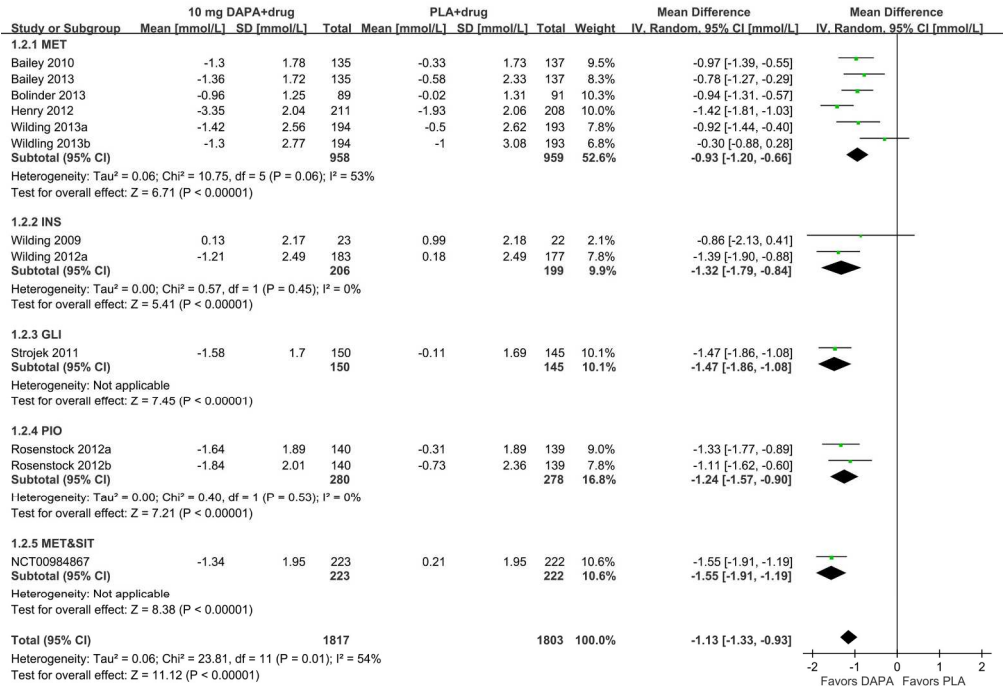 10 mg DAPA+drug PLA+drug Mean Difference Mean Difference
Study or Subgroup Mean [mmol/L] SD [mmol/L] Total Mean [mmol/L] SD [mmol/L] Total Weight IV, Random, 95% CI [mmol/L] IV, Random, 95% CI [mmol/L]
1.2.1 MET
Bailey 2010 -1.3 1.78 135 -0.33 1.73 137 9.5% -0.97 [-1.39, -0.55]
Bailey 2013 -1.36 1.72 135 -0.58 2.33 137 8.3% -0.78 [-1.27, -0.29]
Bolinder 2013 -0.96 1.25 89 -0.02 1.31 91 10.3% -0.94 [-1.31, -0.57]
Henry 2012 -3.35 2.04 211 -1.93 2.06 208 10.0% -1.42 [-1.81, -1.03]
Wilding 2013a -1.42 2.56 194 -0.5 2.62 193 7.8% -0.92 [-1.44, -0.40]
Wildling 2013b -1.3 2.77 194 -1 3.08 193 6.8% -0.30 [-0.88, 0.28]
Subtotal (95% CI) 958 959 52.6% -0.93 [-1.20, -0.66]
Heterogeneity: Tau² = 0.06; Chi² = 10.75, df = 5 (P = 0.06); I² = 53%
Test for overall effect: Z = 6.71 (P < 0.00001)
1.2.2 INS
Wilding 2009 0.13 2.17 23 0.99 2.18 22 2.1% -0.86 [-2.13, 0.41]
Wilding 2012a -1.21 2.49 183 0.18 2.49 177 7.8% -1.39 [-1.90, -0.88]
Subtotal (95% CI) 206 199 9.9% -1.32 [-1.79, -0.84]
Heterogeneity: Tau² = 0.00; Chi² = 0.57, df = 1 (P = 0.45); I² = 0%
Test for overall effect: Z = 5.41 (P < 0.00001)
1.2.3 GLI
Strojek 2011 -1.58 1.7 150 -0.11 1.69 145 10.1% -1.47 [-1.86, -1.08]
Subtotal (95% CI) 150 145 10.1% -1.47 [-1.86, -1.08]
Heterogeneity: Not applicable
Test for overall effect: Z = 7.45 (P < 0.00001)
1.2.4 PIO
Rosenstock 2012a -1.64 1.89 140 -0.31 1.89 139 9.0% -1.33 [-1.77, -0.89]
Rosenstock 2012b -1.84 2.01 140 -0.73 2.36 139 7.8% -1.11 [-1.62, -0.60]
Subtotal (95% CI) 280 278 16.8% -1.24 [-1.57, -0.90]
Heterogeneity: Tau² = 0.00; Chi² = 0.40, df = 1 (P = 0.53); I² = 0%
Test for overall effect: Z = 7.21 (P < 0.00001)
1.2.5 MET&SIT
NCT00984867 -1.34 1.95 223 0.21 1.95 222 10.6% -1.55 [-1.91, -1.19]
Subtotal (95% CI) 223 222 10.6% -1.55 [-1.91, -1.19]
Heterogeneity: Not applicable
Test for overall effect: Z = 8.38 (P < 0.00001)
Total (95% CI) 1817 1803 100.0% -1.13 [-1.33, -0.93]
Heterogeneity: Tau² = 0.06; Chi² = 23.81, df = 11 (P = 0.01); I² = 54%
Test for overall effect: Z = 11.12 (P < 0.00001)
-2 -1 0 1 2
Favors DAPA Favors PLA